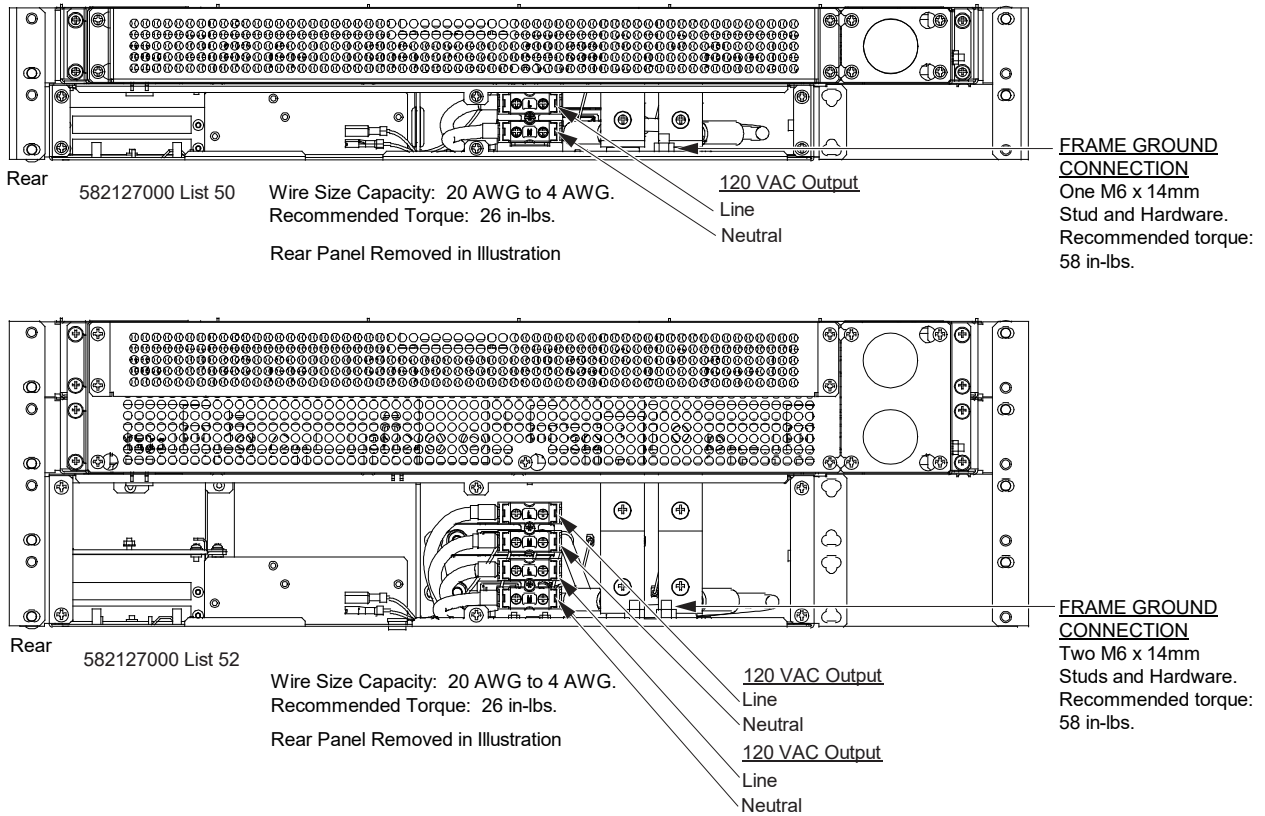 L
N
FRAME GROUND
CONNECTION
One M6 x 14mm
Stud and Hardware.
Recommended torque:
58 in-lbs.
Rear
582127000 List 50
Wire Size Capacity: 20 AWG to 4 AWG.
Recommended Torque: 26 in-lbs.
Rear Panel Removed in Illustration
120 VAC Output
Line
Neutral
L
N
L
N
FRAME GROUND
CONNECTION
Two M6 x 14mm
Studs and Hardware.
Recommended torque:
58 in-lbs.
Rear
582127000 List 52
Wire Size Capacity: 20 AWG to 4 AWG.
Recommended Torque: 26 in-lbs.
Rear Panel Removed in Illustration
120 VAC Output
Line
Neutral
120 VAC Output
Line
Neutral